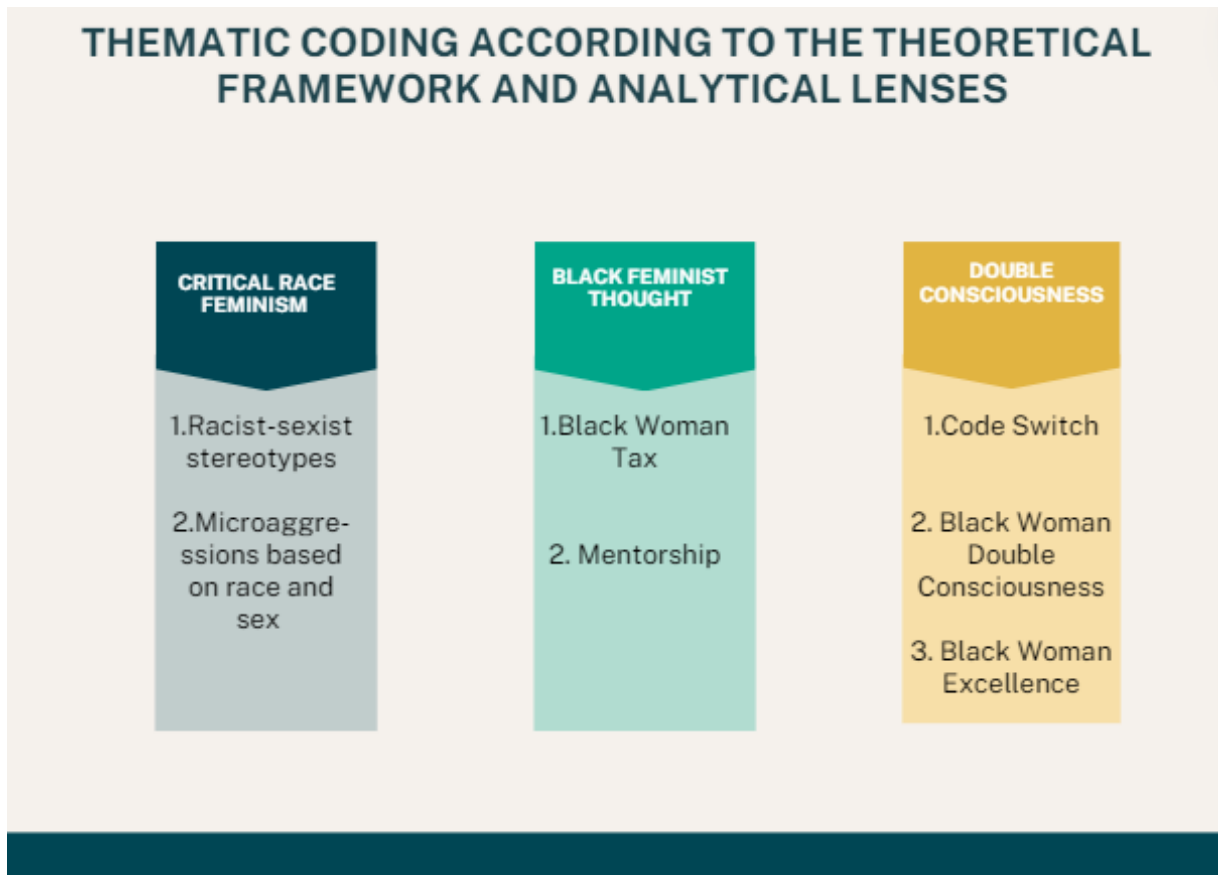 THEMATIC CODING ACCORDING TO THE THEORETICAL
FRAMEWORK AND ANALYTICAL LENSES
CRITICAL RACE
FEMINISM
1.Racist-sexist
stereotypes
2.Microaggre-
ssions based
on race and
sex
BLACK FEMINIST
THOUGHT
1.Black Woman
Tax
2. Mentorship
DOUBLE
CONSCIOUSNESS
1.Code Switch
2. Black Woman
Double
Consciousness
3. Black Woman
Excellence